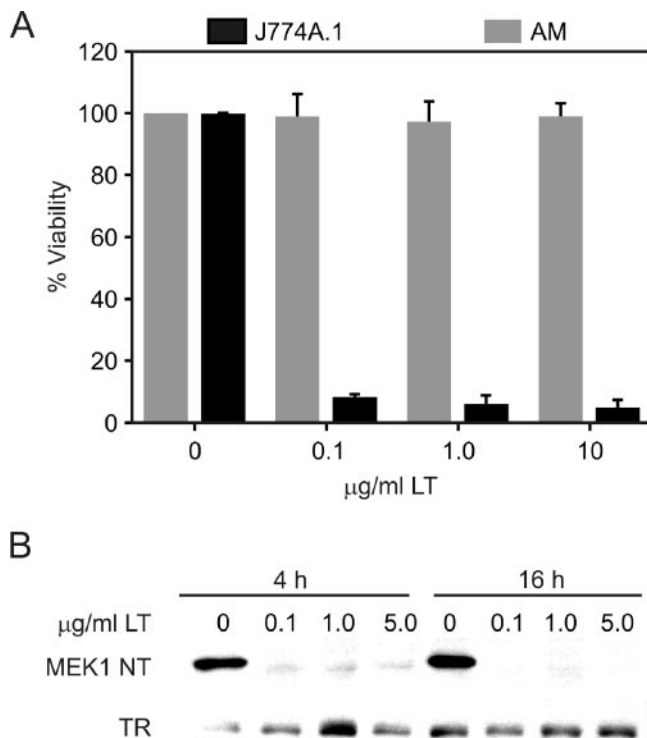 A
J774A.1 AM
120
100
80
60
40
20
0
% Viability
0 0.1 1.0 10
μg/ml LT
B
4 h 16 h
μg/ml LT 0 0.1 1.0 5.0 0 0.1 1.0 5.0
MEK1 NT
TR